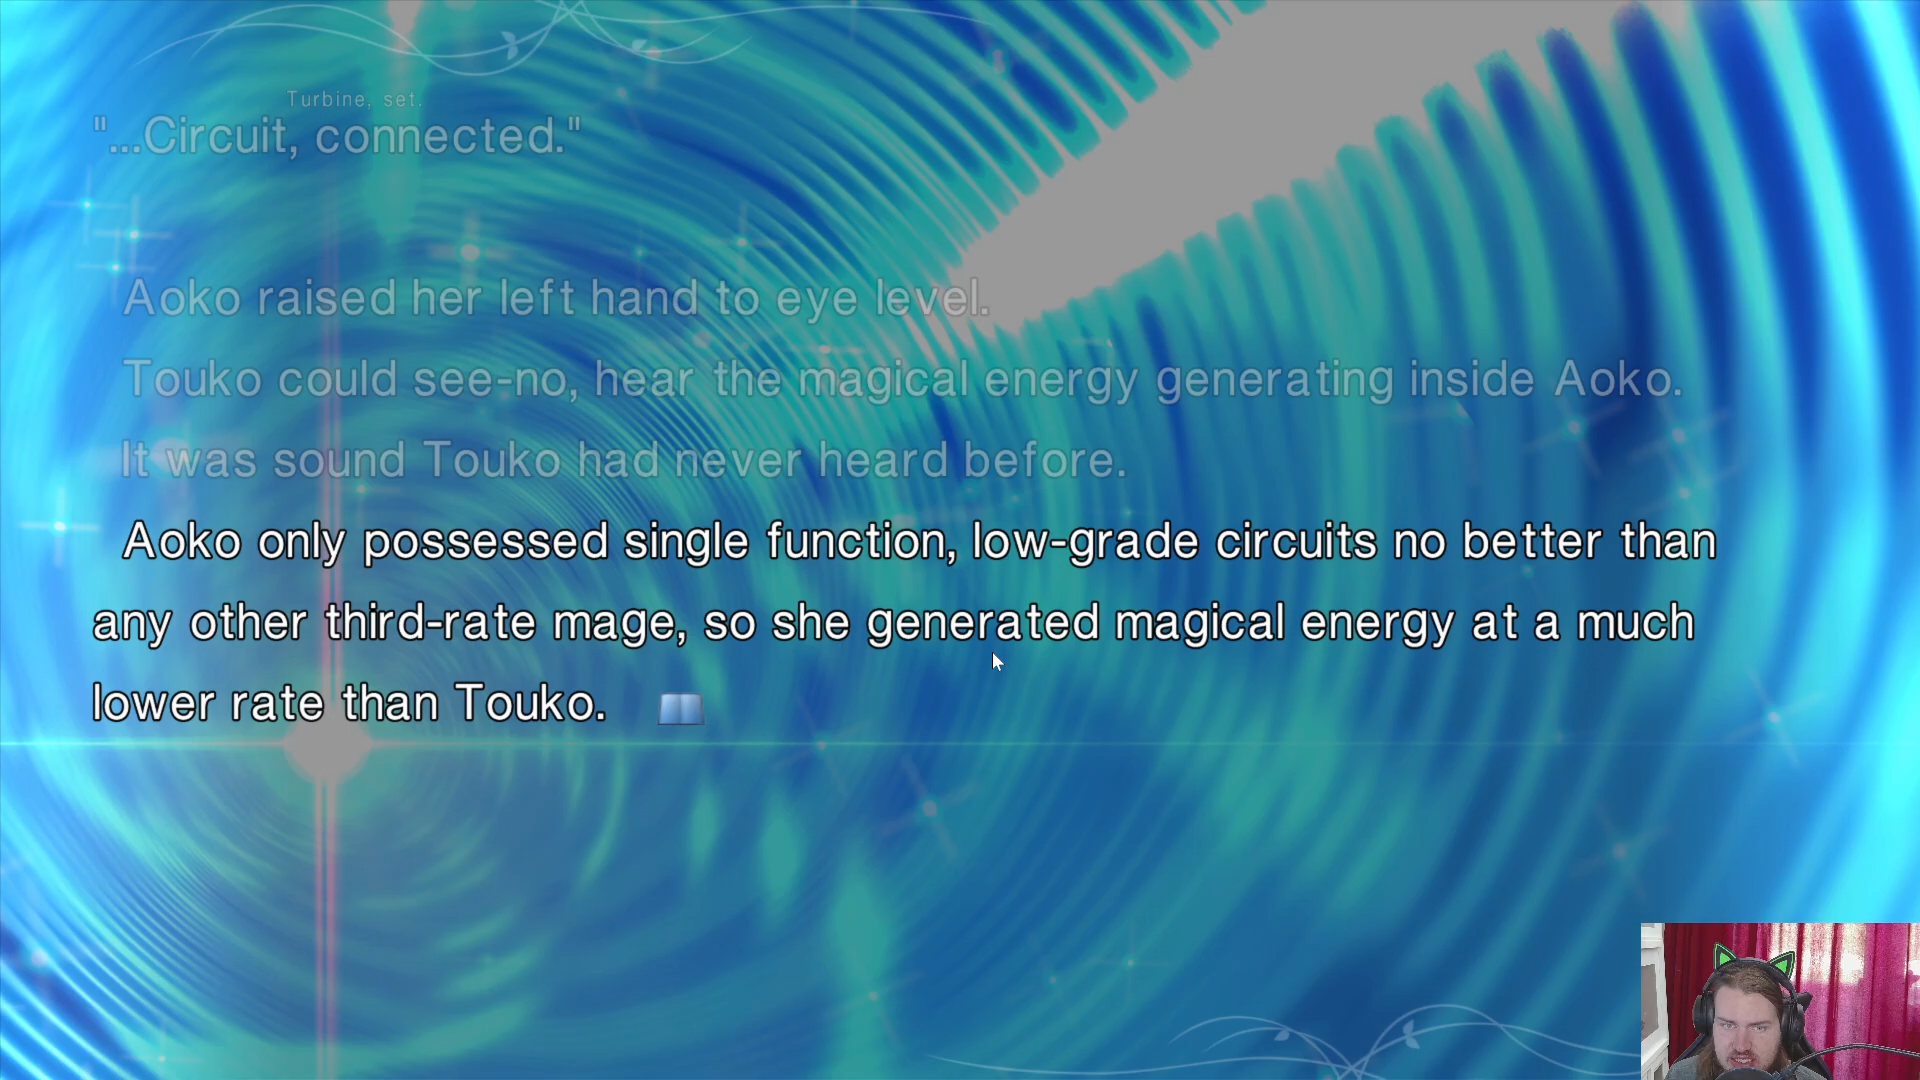 Turbine, set.
"...Circuit, connected."
Aoko raised her left hand to eye level.
Touko could see-no, hear the magical energy generating inside Aoko.
It was sound Touko had never heard before.
Aoko only possessed single function, low-grade circuits no better than
any other third-rate mage, so she generated magical energy at a much
lower rate than Touko.